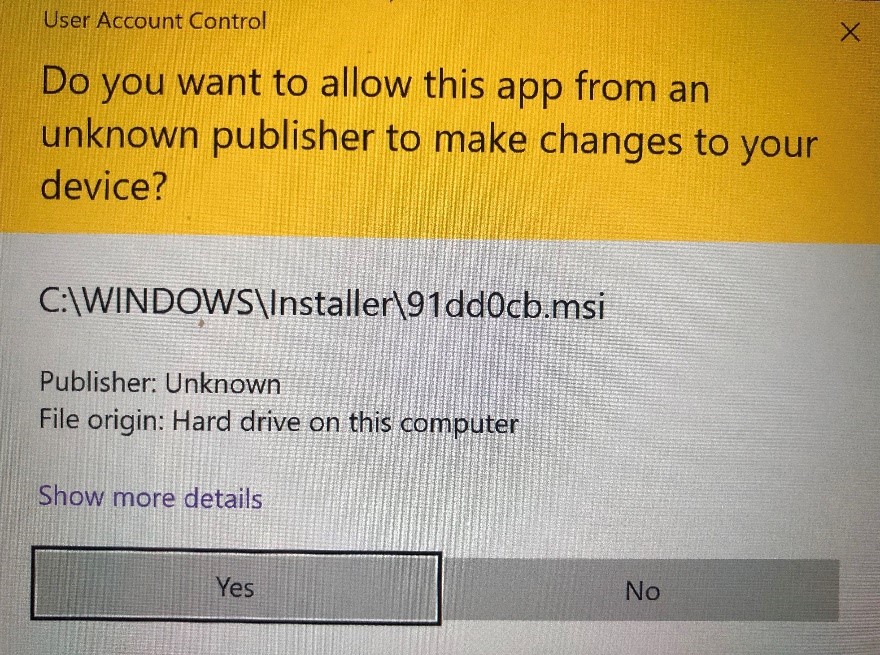 User Account Control
Do you want to allow this app from an
unknown publisher to make changes to your
device?
C:\WINDOWS\Installer\91dd0cb.msi
Publisher: Unknown
File origin: Hard drive on this computer
Show more details
Yes
No